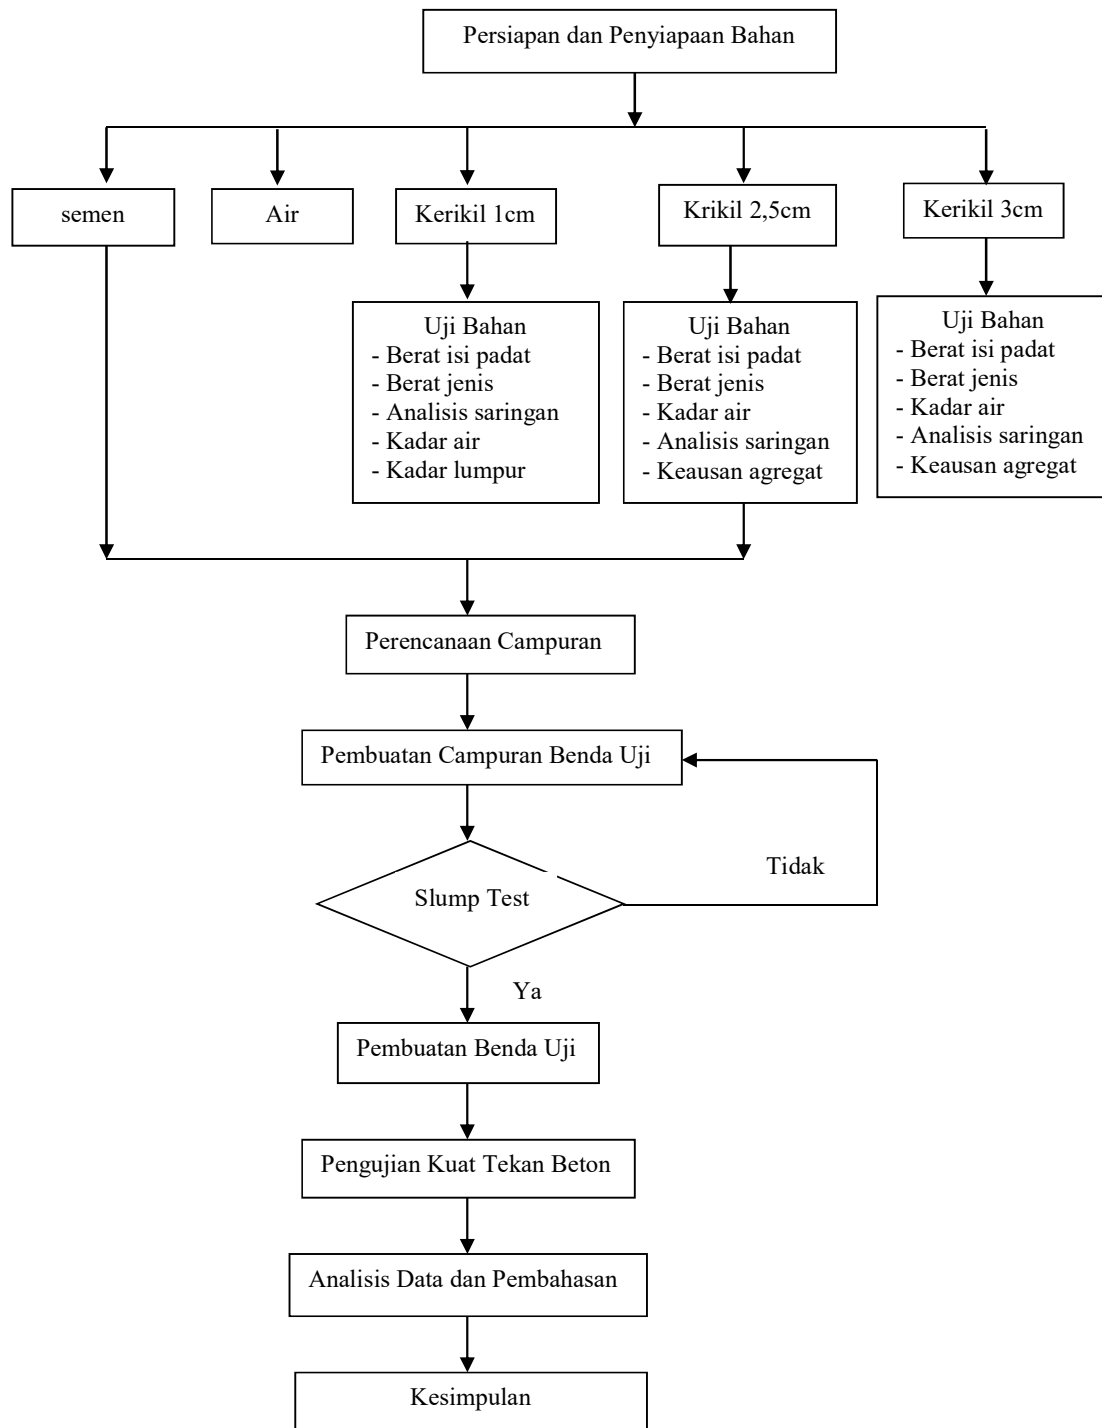 Persiapan dan Penyiapaan Bahan
semen
Air
Kerikil 1cm
Krikil 2,5cm
Kerikil 3cm
Uji Bahan
- Berat isi padat
- Berat jenis
- Analisis saringan
- Kadar air
- Kadar lumpur
Uji Bahan
- Berat isi padat
- Berat jenis
- Kadar air
- Analisis saringan
- Keausan agregat
Uji Bahan
- Berat isi padat
- Berat jenis
- Kadar air
- Analisis saringan
- Keausan agregat
Perencanaan Campuran
Pembuatan Campuran Benda Uji
Tidak
Slump Test
Ya
Pembuatan Benda Uji
Pengujian Kuat Tekan Beton
Analisis Data dan Pembahasan
Kesimpulan